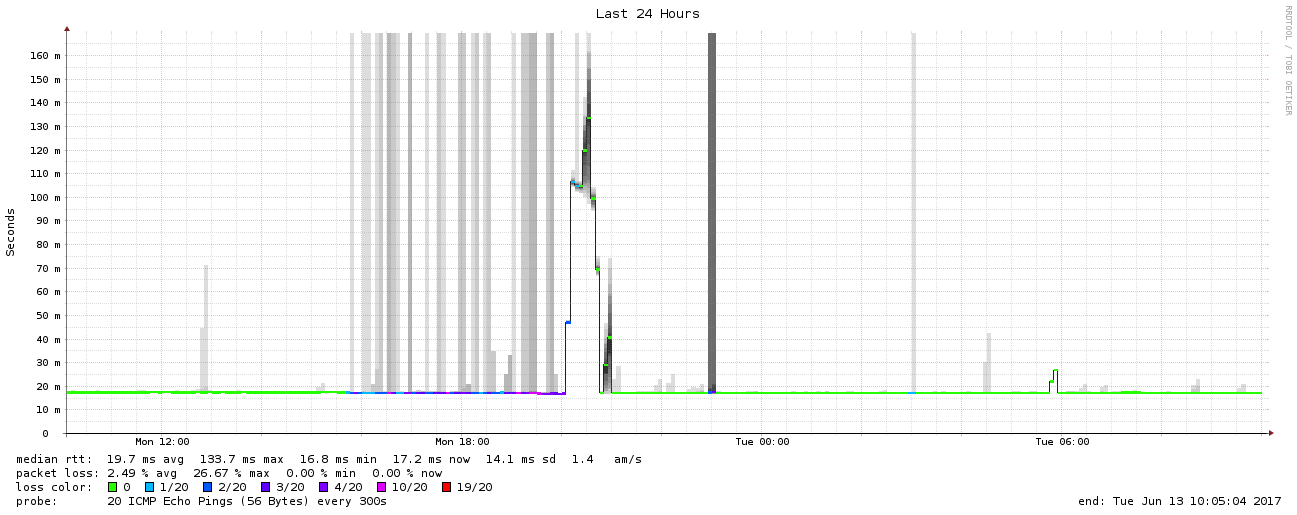 Last 24 Hours
RRDTOOL / TOBI OETIKER
Seconds
160 m
150 m
140 m
130 m
120 m
110 m
100 m
90 m
80 m
70 m
60 m
50 m
40 m
30 m
20 m
10 m
0
Mon 12:00 Mon 18:00 Tue 00:00 Tue 06:00
median rtt: 19.7 ms avg 133.7 ms max 16.8 ms min 17.2 ms now 14.1 ms sd 1.4 am/s
packet loss: 2.49 % avg 26.67 % max 0.00 % min 0.00 % now
loss color: 0 1/20 2/20 3/20 4/20 10/20 19/20
probe: 20 ICMP Echo Pings (56 Bytes) every 300s end: Tue Jun 13 10:05:04 2017